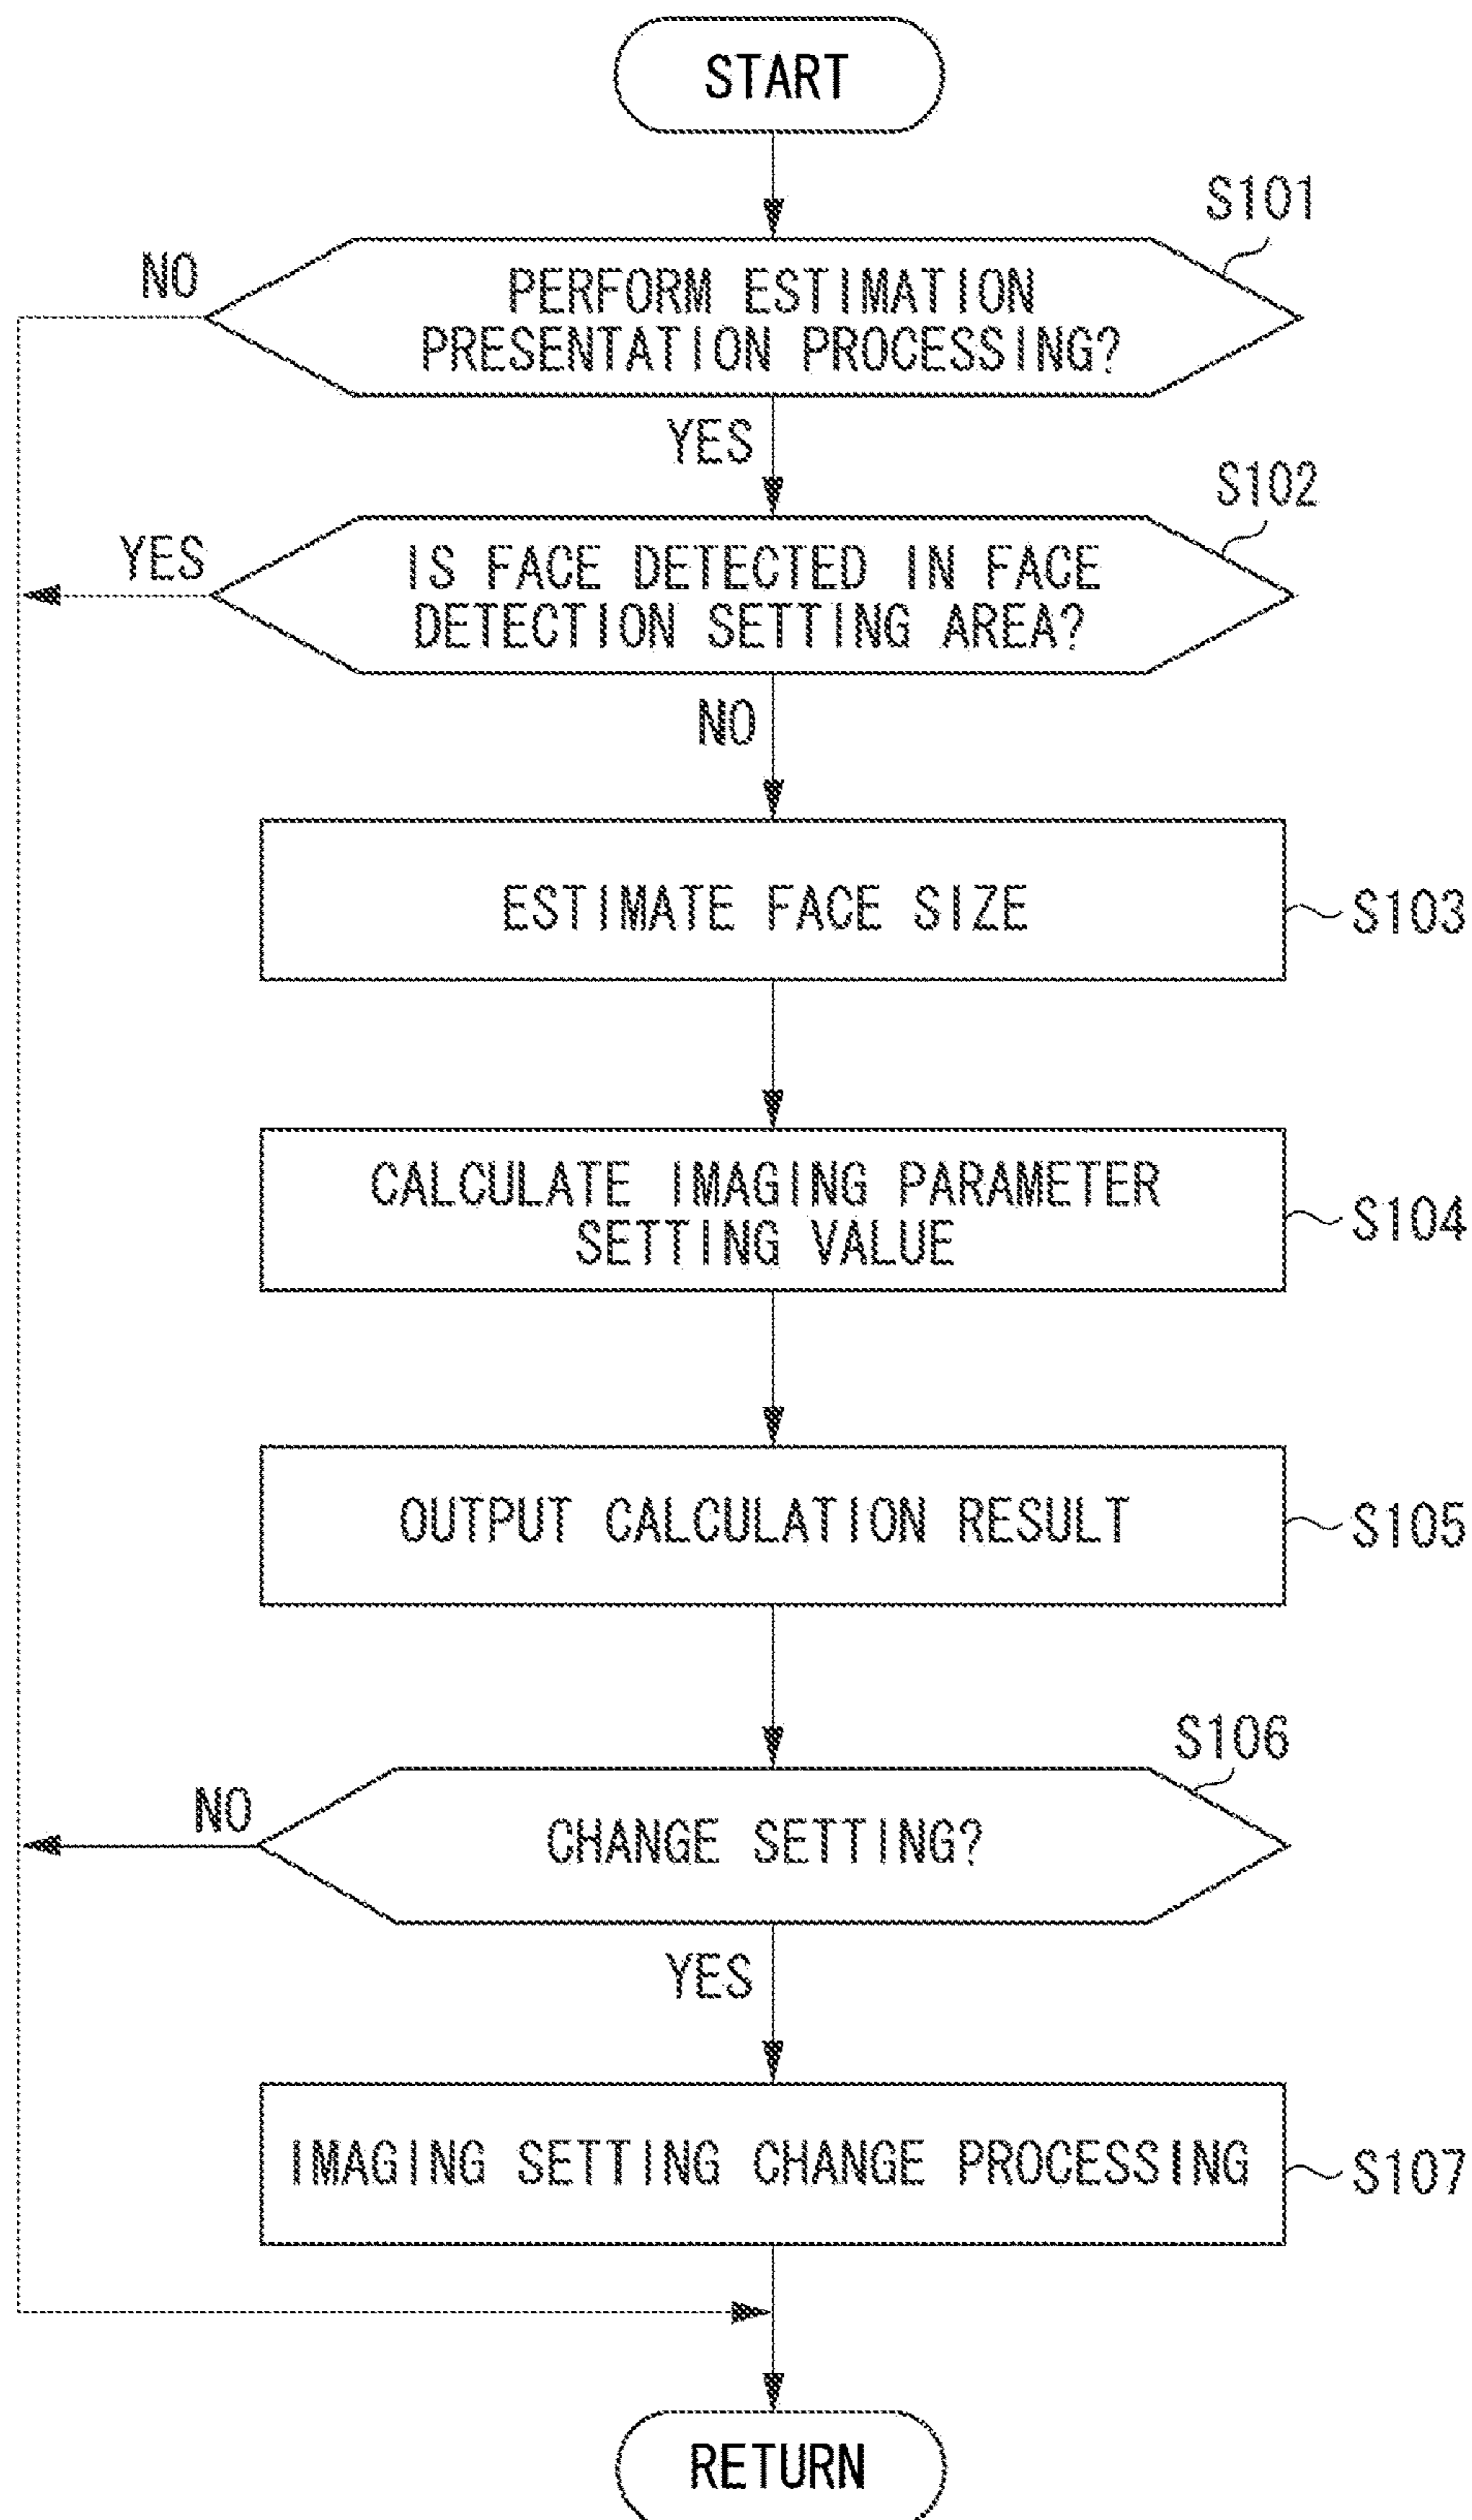 START
S101
NO
PERFORM ESTIMATION
PRESENTATION PROCESSING?
YES
S102
YES
IS FACE DETECTED IN FACE
DETECTION SETTING AREA?
NO
ESTIMATE FACE SIZE
S103
CALCULATE IMAGING PARAMETER
SETTING VALUE
S104
OUTPUT CALCULATION RESULT
S105
S106
NO
CHANGE SETTING?
YES
IMAGING SETTING CHANGE PROCESSING
S107
RETURN